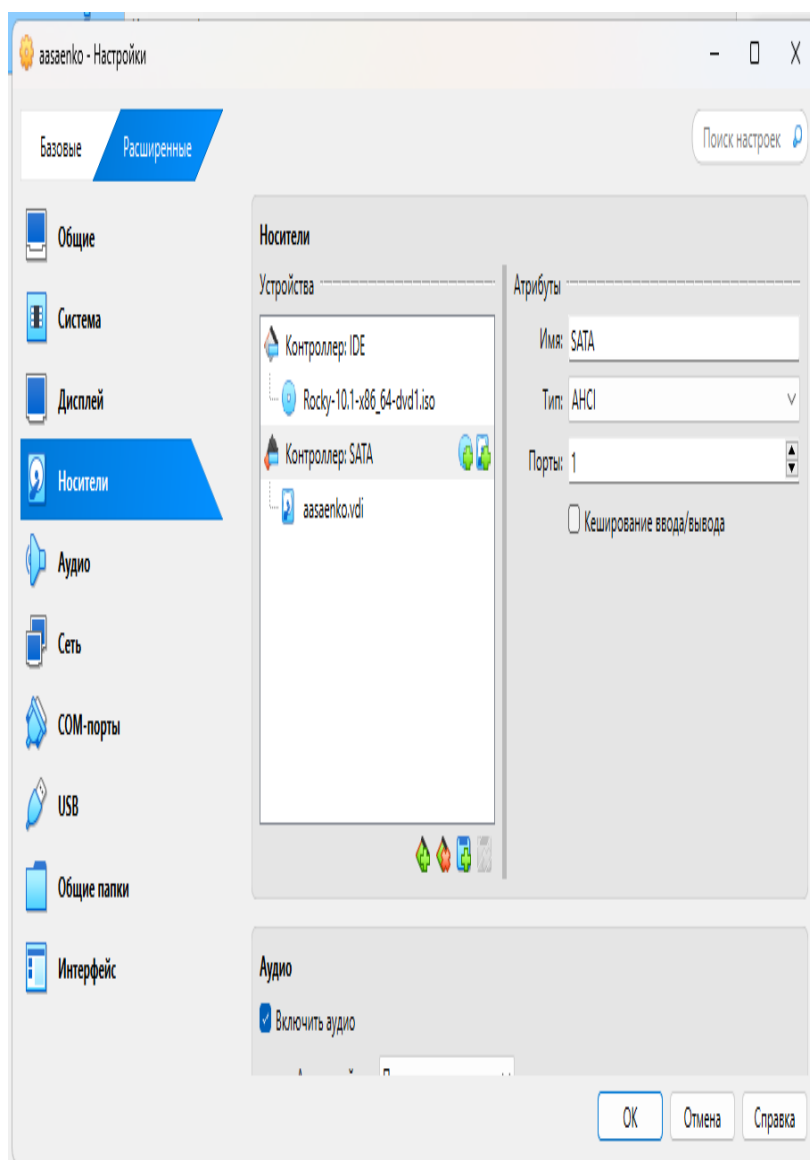 aasaenko - Настройки
Базовые
Расширенные
Поиск настроек
Общие
Система
Дисплей
Носители
Аудио
Сеть
COM-порты
USB
Общие папки
Интерфейс
Носители
Устройства
Контроллер: IDE
Rocky-10.1-x86_64-dvd1.iso
Контроллер: SATA
aasaenko.vdi
Атрибуты
Имя: SATA
Тип: AHCI
Порты: 1
Кеширование ввода/вывода
Аудио
Включить аудио
OK
Отмена
Справка